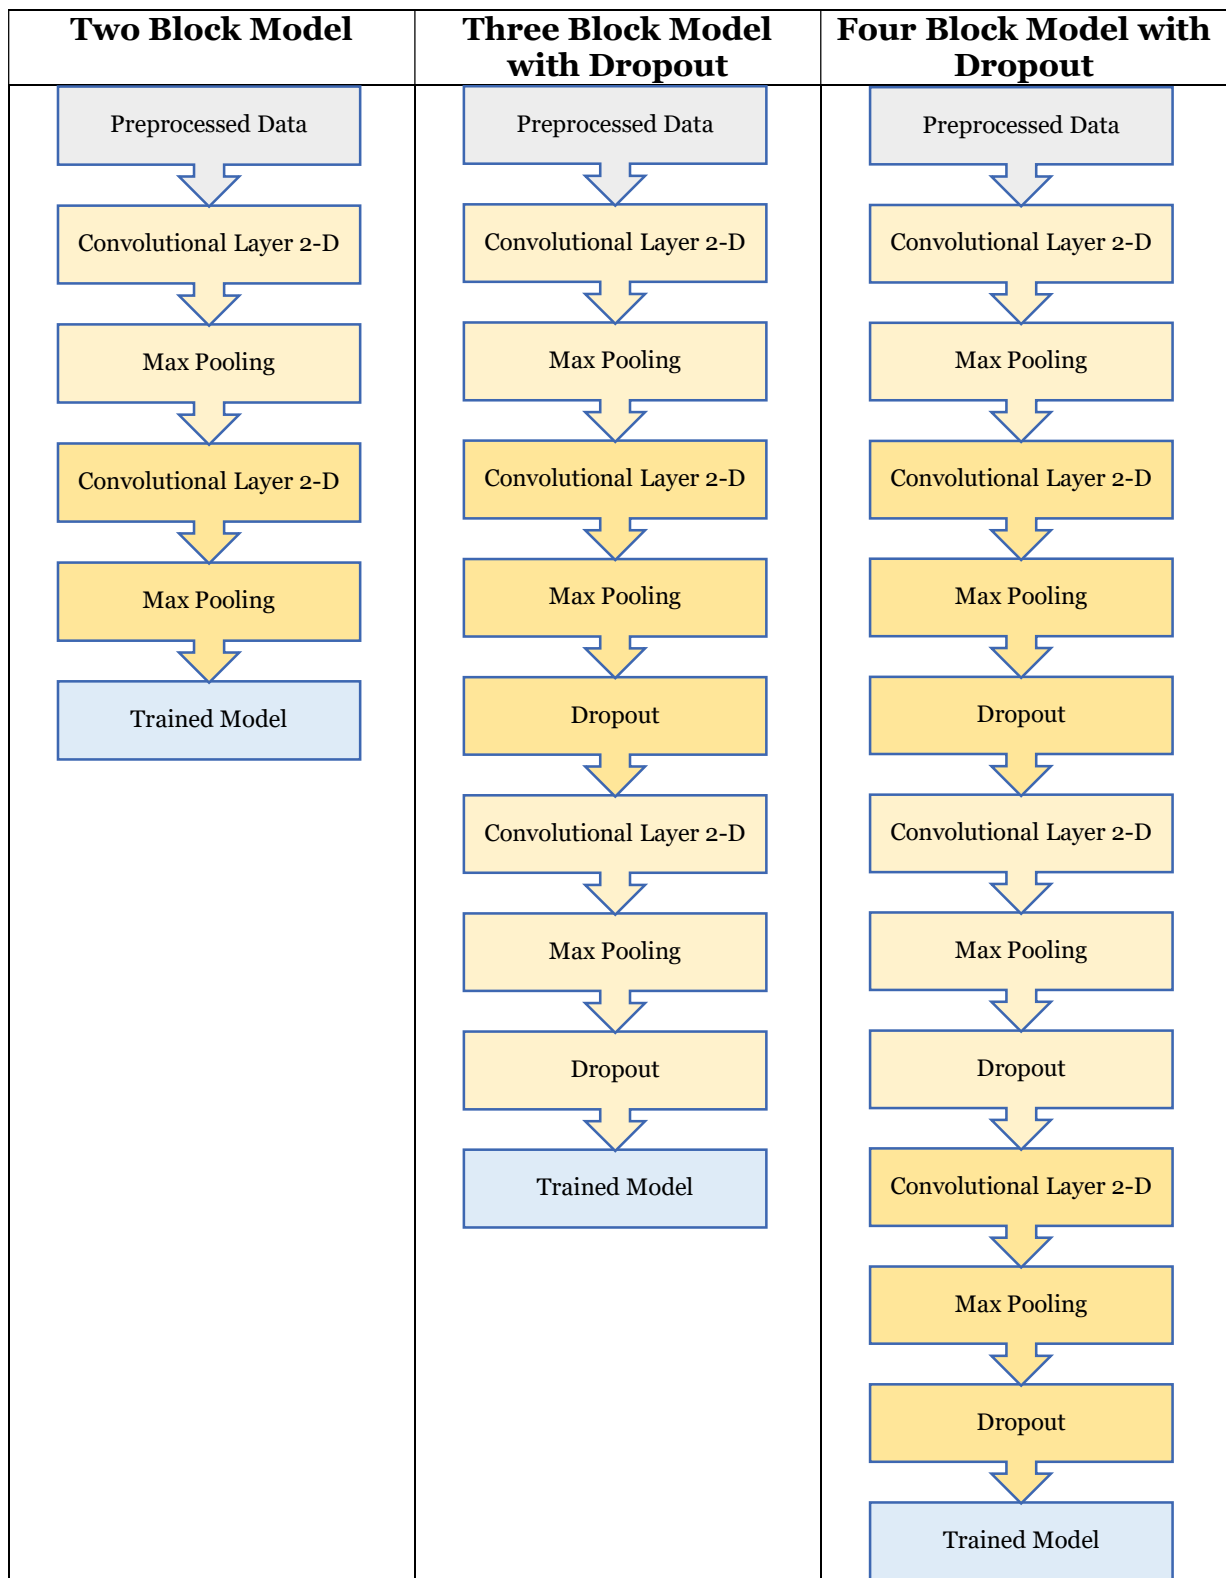 Two Block Model
Preprocessed Data
Convolutional Layer 2-D
Max Pooling
Convolutional Layer 2-D
Max Pooling
Trained Model
Three Block Model
with Dropout
Preprocessed Data
Convolutional Layer 2-D
Max Pooling
Convolutional Layer 2-D
Max Pooling
Dropout
Convolutional Layer 2-D
Max Pooling
Dropout
Trained Model
Four Block Model with
Dropout
Preprocessed Data
Convolutional Layer 2-D
Max Pooling
Convolutional Layer 2-D
Max Pooling
Dropout
Convolutional Layer 2-D
Max Pooling
Dropout
Convolutional Layer 2-D
Max Pooling
Dropout
Trained Model